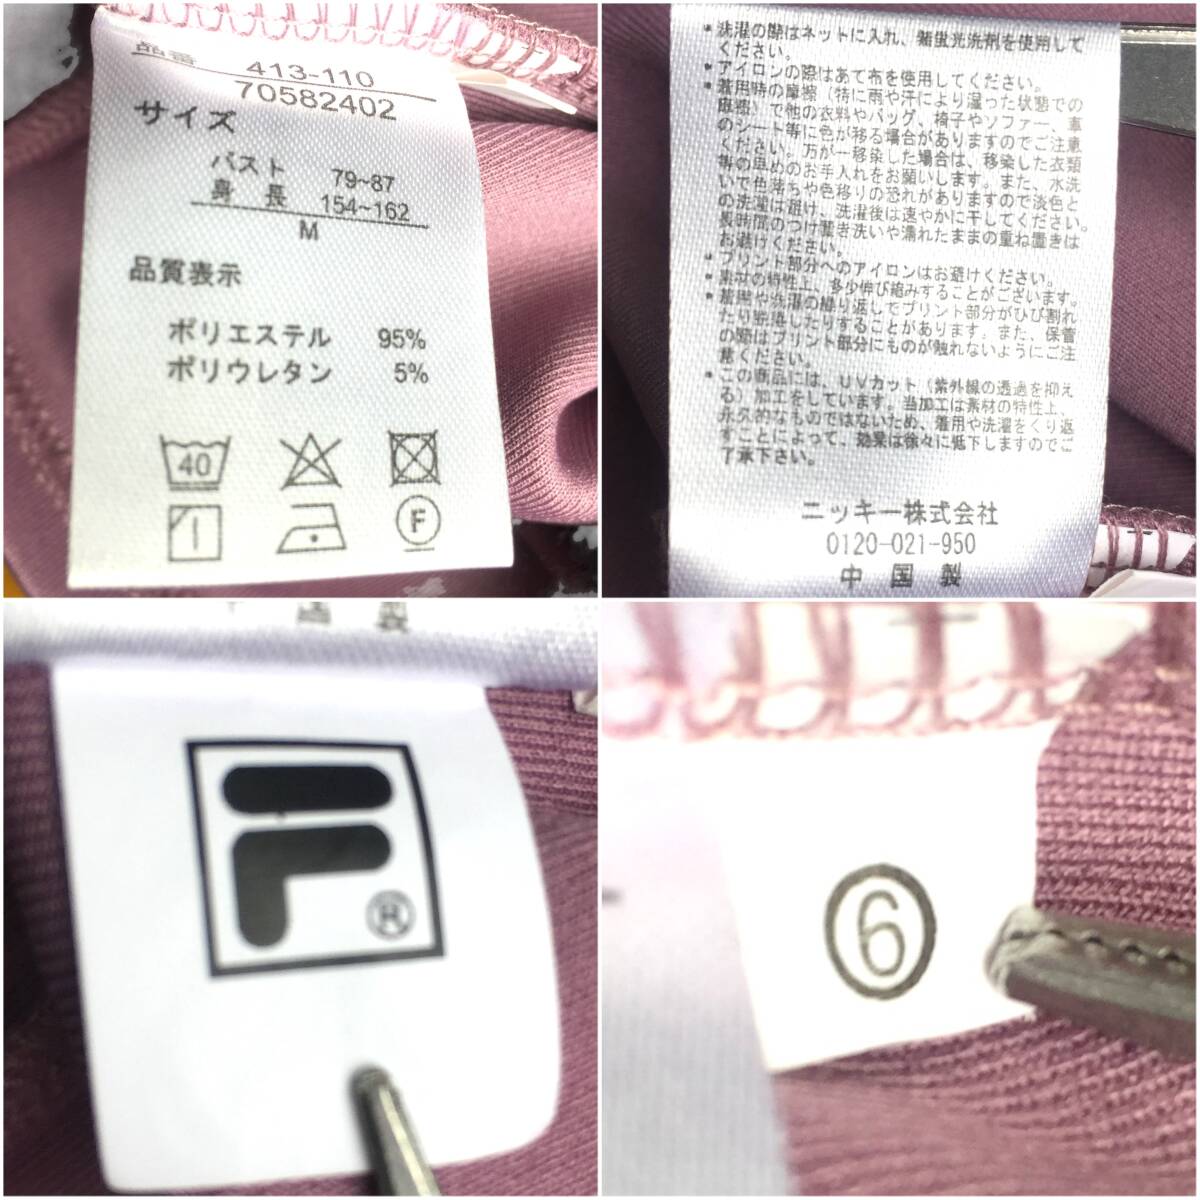 品番 413-110
70582402
サイズ
バスト 79~87
身長 154~162
M
品質表示
ポリエステル 95%
ポリウレタン 5%
40
F
・洗濯の際はネットに入れ、無蛍光洗剤を使用して
ください。
・アイロンの際はあて布を使用してください。
・着用時の摩擦（特に雨や汗により湿った状態での
摩擦）で他の衣料やバッグ、椅子やソファー、車
のシート等に色が移る場合がありますのでご注意
ください。万が一移染した場合は、移染した衣類
等の早めのお手入れをお願いします。また、水洗
いで色落ちや色移りの恐れがありますので淡色と
の洗濯は避け、洗濯後は速やかに干してください。
長時間のつけ置き洗いや濡れたままの重ね置きは
お避けください。
・プリント部分へのアイロンはお避けください。
・素材の特性上、多少伸び縮みすることがございます。
・着用や洗濯の繰り返しでプリント部分がひび割れ
たり密着したりすることがあります。また、保管
の際はプリント部分にものが触れないようにご注
意ください。
・この商品には、UVカット（紫外線の透過を抑え
る）加工をしています。当加工は素材の特性上、
永久的なものではないため、着用や洗濯をくり返
すことによって、効果は徐々に低下しますのでご
了承下さい。
ニッキー株式会社
0120-021-950
中国製
国製
F
®
6